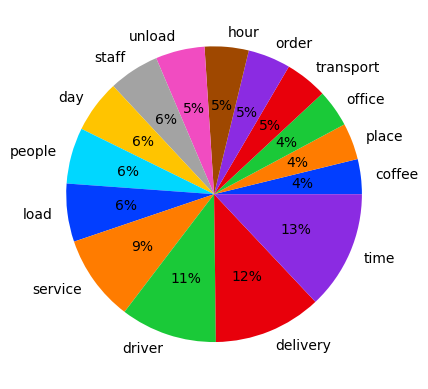 hour
unload
order
staff
transport
day
office
people
place
load
coffee
service
time
driver
delivery
5%
5%
5%
6%
5%
6%
4%
6%
4%
6%
4%
9%
13%
11%
12%